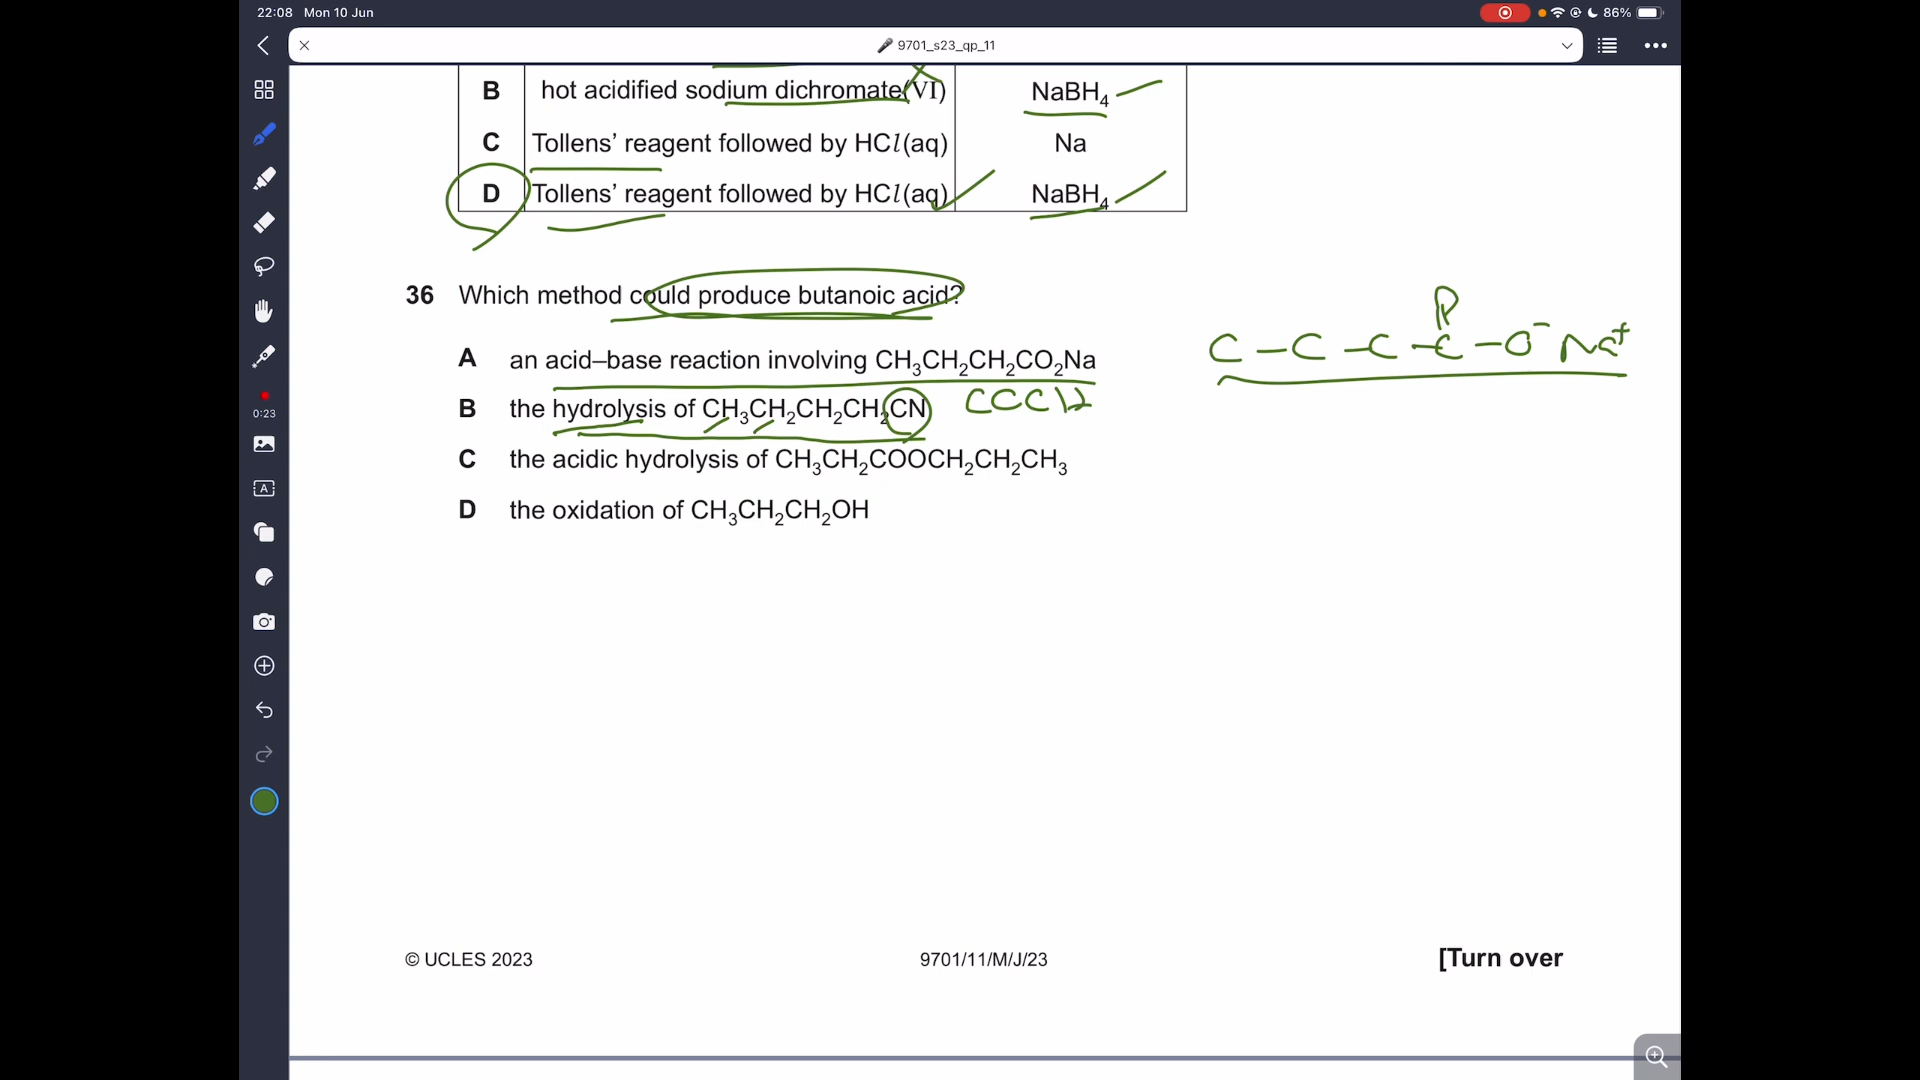 22:08 Mon 10 Jun
86%
9701_s23_qp_11
B hot acidified sodium dichromate(VI) NaBH4
C Tollens’ reagent followed by HCl(aq) Na
D Tollens’ reagent followed by HCl(aq) NaBH4
36 Which method could produce butanoic acid?
C – C – C – C – O⁻ Na⁺
A an acid–base reaction involving CH3CH2CH2CO2Na
B the hydrolysis of CH3CH2CH2CH2CN
C the acidic hydrolysis of CH3CH2COOCH2CH2CH3
D the oxidation of CH3CH2CH2OH
0:23
A
© UCLES 2023 9701/11/M/J/23 [Turn over